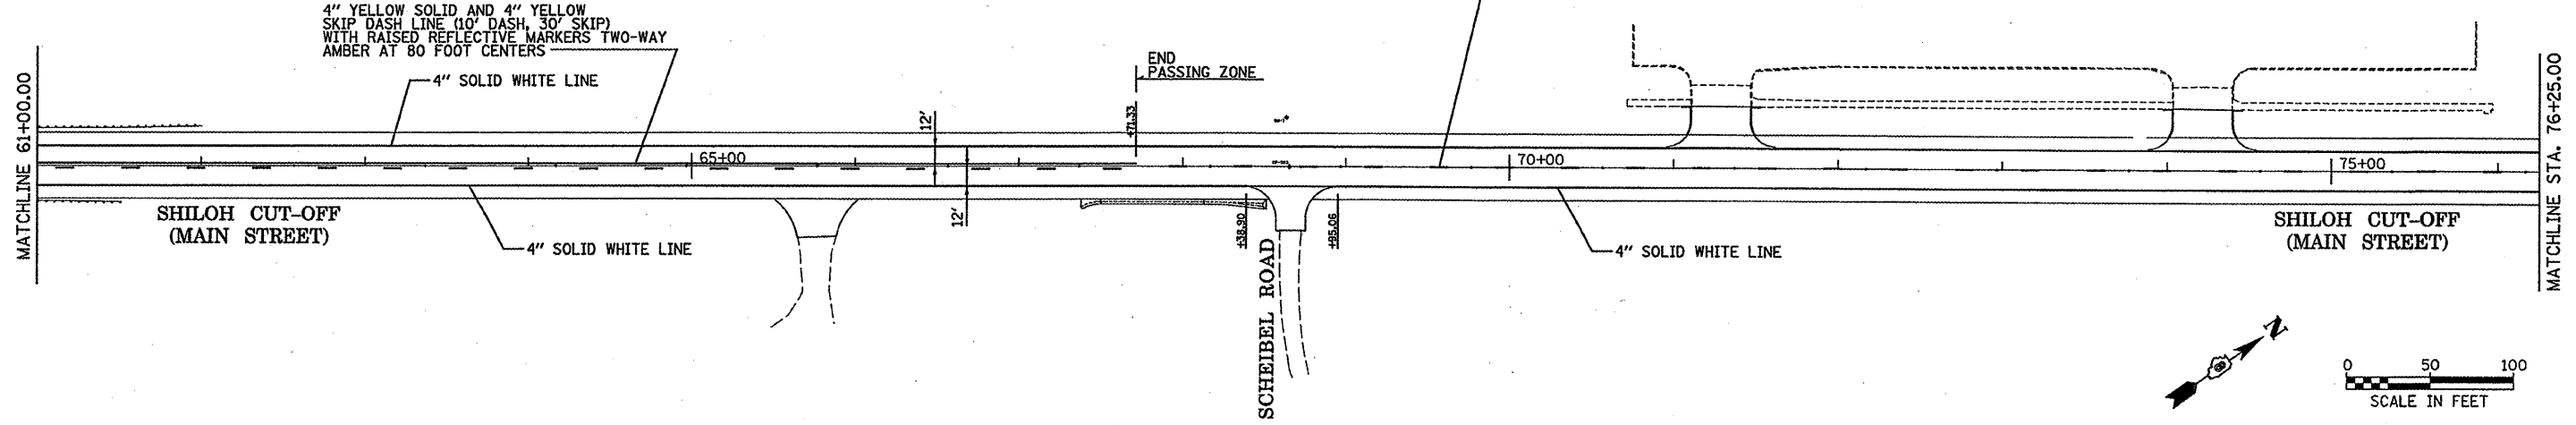 4" YELLOW SOLID AND 4" YELLOW
SKIP DASH LINE (10' DASH, 30' SKIP)
WITH RAISED REFLECTIVE MARKERS TWO-WAY
AMBER AT 80 FOOT CENTERS
4" SOLID WHITE LINE
END
PASSING ZONE
+71.33
MATCHLINE 61+00.00
12'
12'
65+00
70+00
75+00
MATCHLINE STA. 76+25.00
SHILOH CUT-OFF
(MAIN STREET)
4" SOLID WHITE LINE
+38.90
+95.06
SCHEIBEL ROAD
4" SOLID WHITE LINE
SHILOH CUT-OFF
(MAIN STREET)
N
0 50 100
SCALE IN FEET